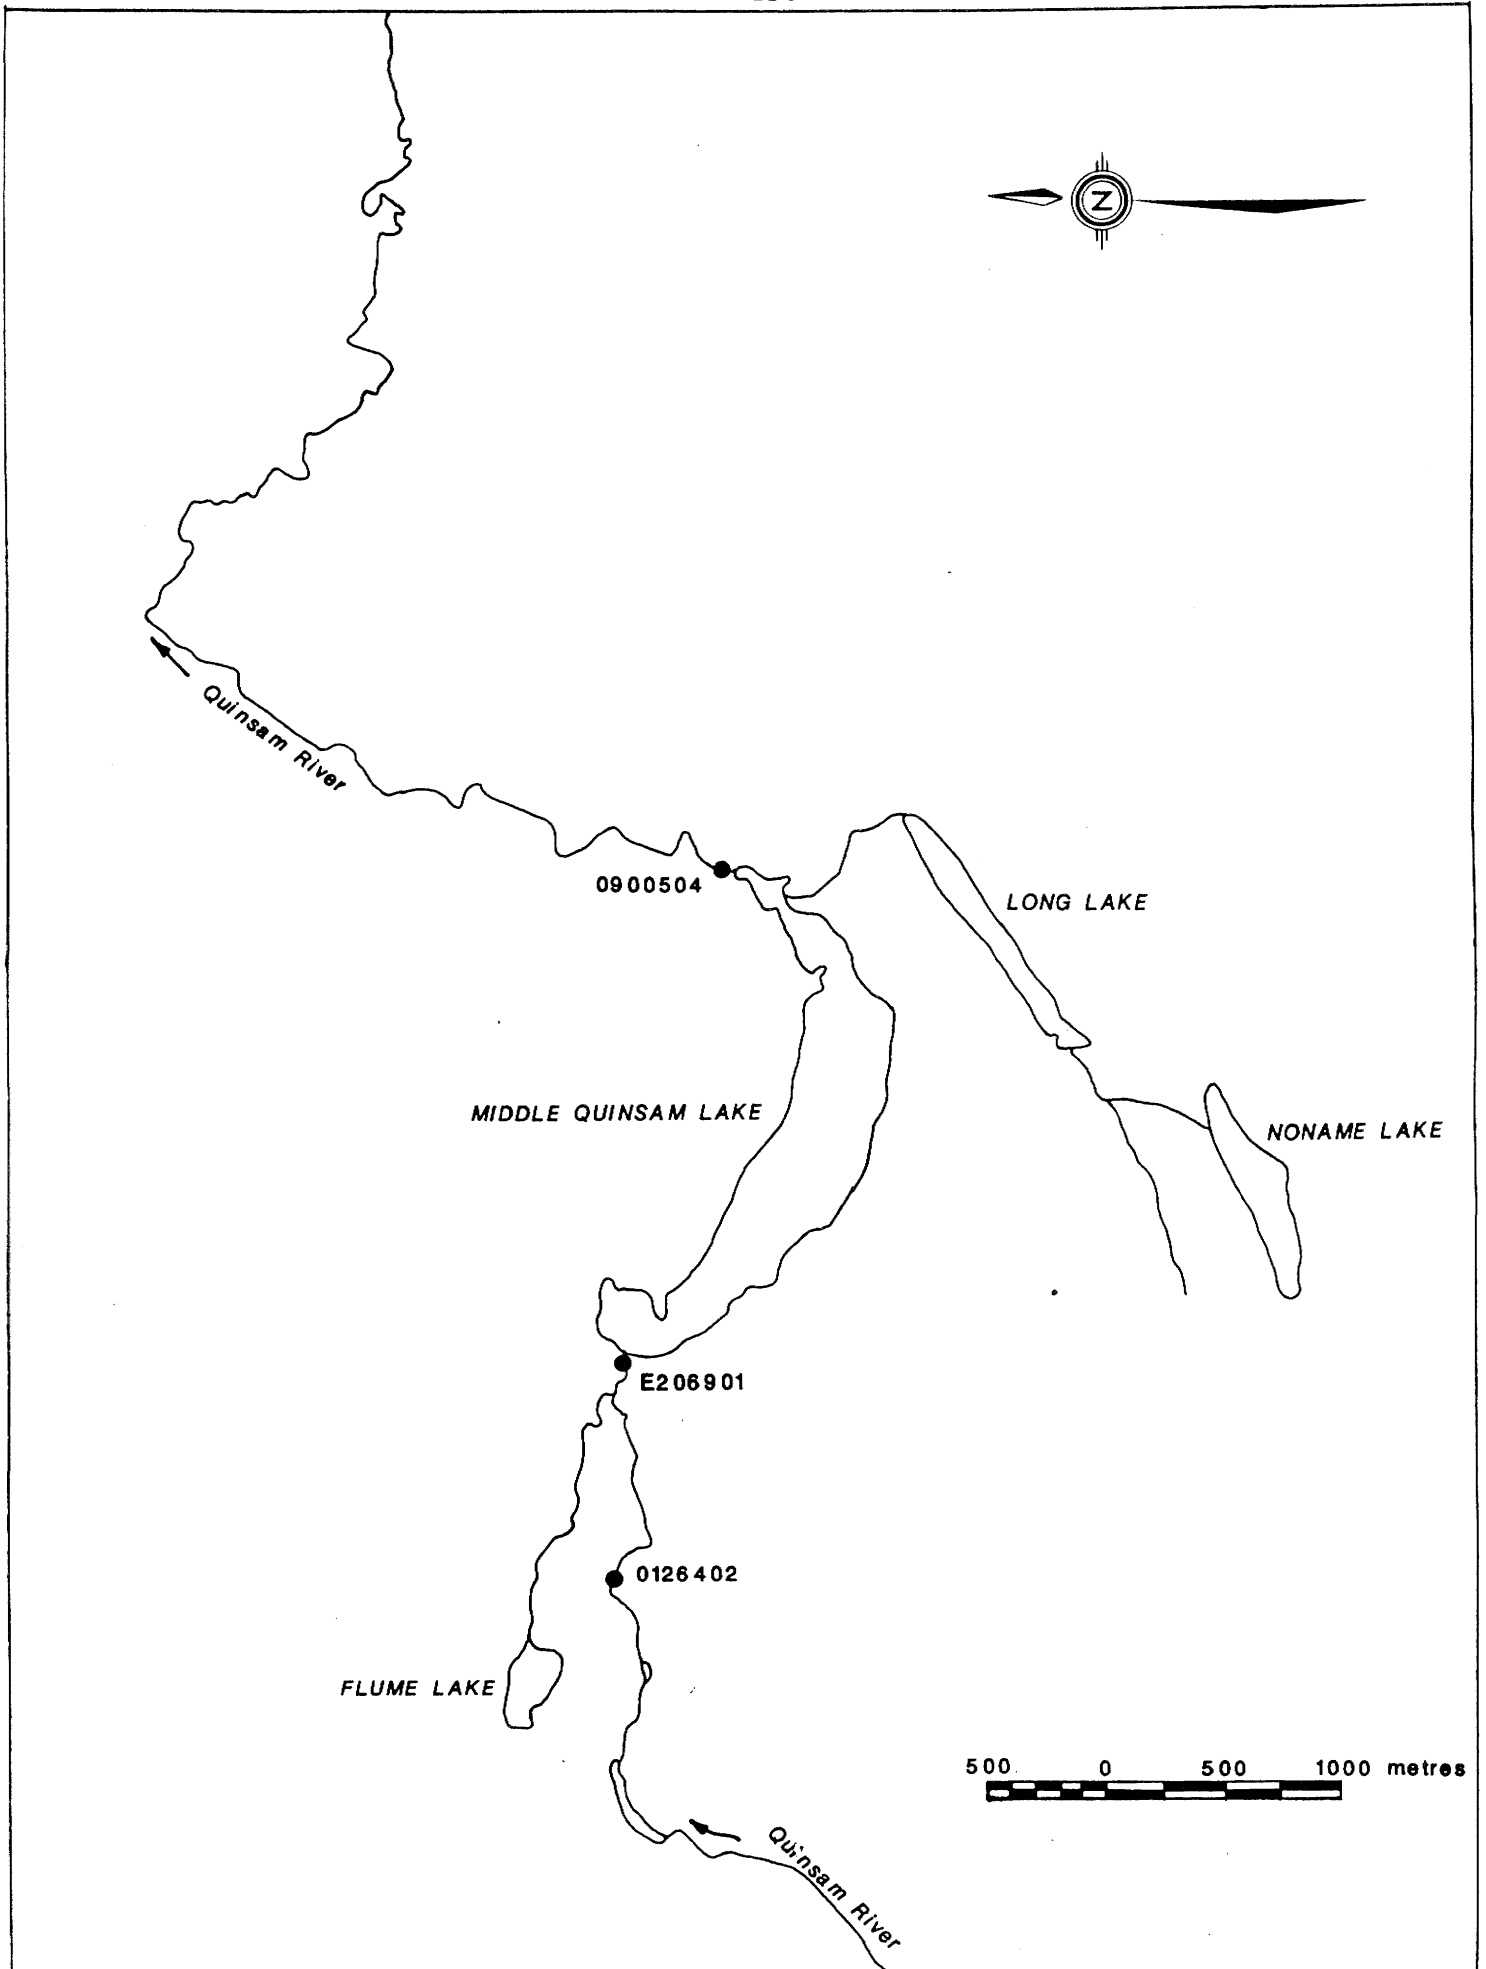 N
Quinsam River
0900504
LONG LAKE
MIDDLE QUINSAM LAKE
NONAME LAKE
E206901
0126402
FLUME LAKE
500 0 500 1000 metres
Quinsam River